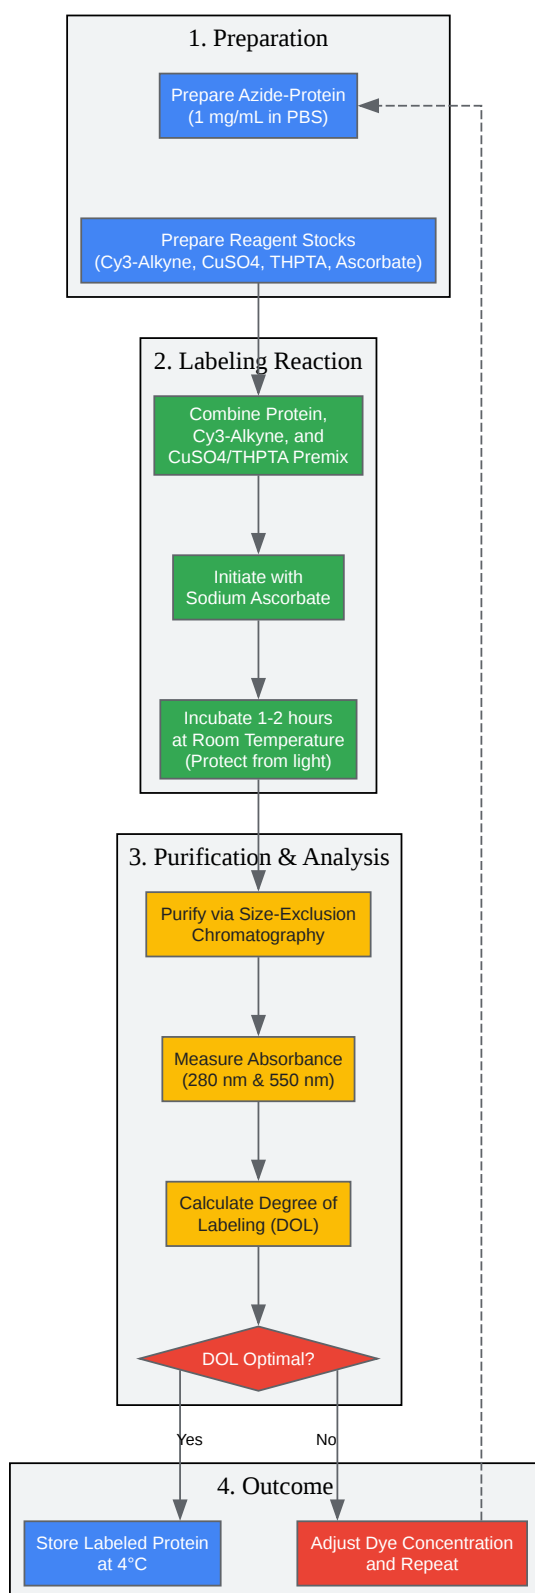 1. Preparation
Prepare Azide-Protein
(1 mg/mL in PBS)
Prepare Reagent Stocks
(Cy3-Alkyne, CuSO4, THPTA, Ascorbate)
2. Labeling Reaction
Combine Protein,
Cy3-Alkyne, and
CuSO4/THPTA Premix
Initiate with
Sodium Ascorbate
Incubate 1-2 hours
at Room Temperature
(Protect from light)
3. Purification & Analysis
Purify via Size-Exclusion
Chromatography
Measure Absorbance
(280 nm & 550 nm)
Calculate Degree of
Labeling (DOL)
DOL Optimal?
Yes
No
4. Outcome
Store Labeled Protein
at 4°C
Adjust Dye Concentration
and Repeat